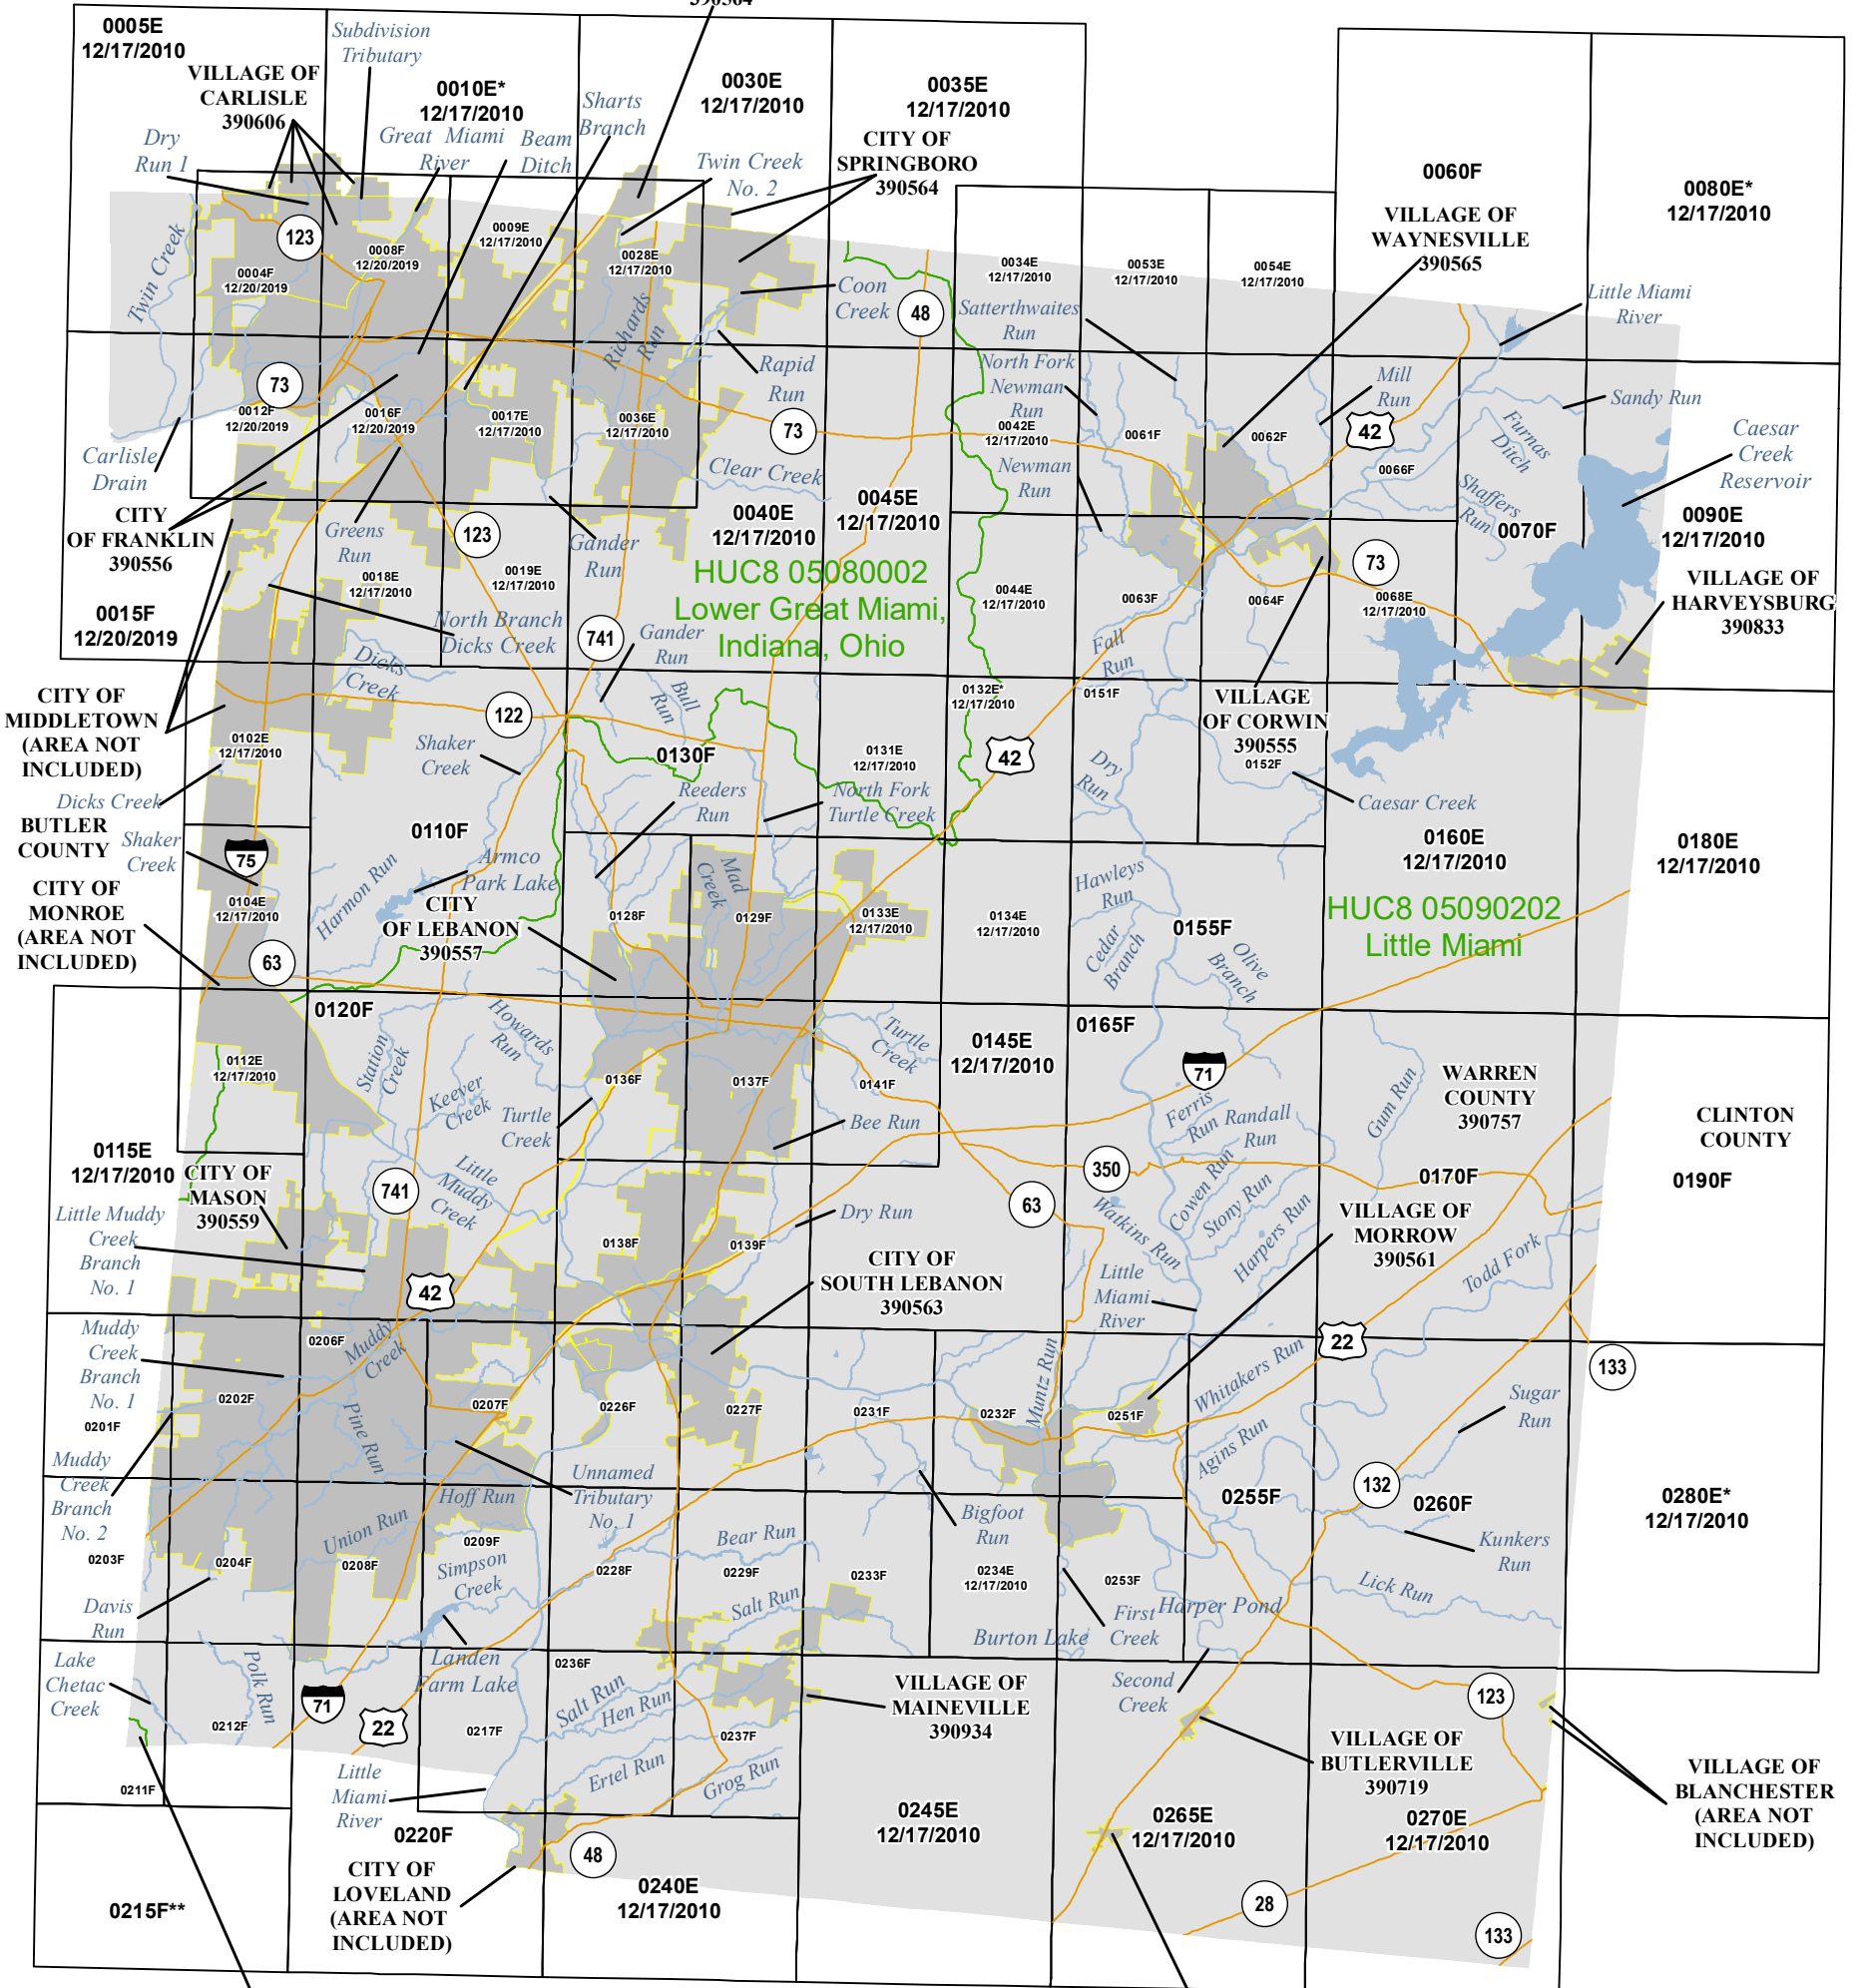 0005E
12/17/2010
Subdivision
Tributary
VILLAGE OF
CARLISLE
390606
0010E*
12/17/2010
Sharts
Branch
0030E
12/17/2010
0035E
12/17/2010
Dry
Run 1
Great Miami
River
Beam
Ditch
Twin Creek
No. 2
CITY OF
SPRINGBORO
390564
0060F
0080E*
12/17/2010
VILLAGE OF
WAYNESVILLE
390565
Twin Creek
123
0004F
12/20/2019
0008F
12/20/2019
0009E
12/17/2010
0028E
12/17/2010
Richards
Run
Coon
Creek
48
0034E
12/17/2010
0053E
12/17/2010
0054E
12/17/2010
Satterthwaites
Run
Little Miami
River
73
0012F
12/20/2019
0016F
12/20/2019
0017E
12/17/2010
0036E
12/17/2010
Rapid
Run
73
North Fork
Newman
Run
0042E
12/17/2010
Newman
Run
0061F
0062F
Mill
Run
42
0066F
Sandy Run
Furnas
Ditch
Shaffers
Run
Caesar
Creek
Reservoir
Carlisle
Drain
CITY
OF FRANKLIN
390556
Greens
Run
123
Gander
Run
Clear Creek
0040E
12/17/2010
0045E
12/17/2010
0070F
0090E
12/17/2010
0015F
12/20/2019
0018E
12/17/2010
0019E
12/17/2010
North Branch
Dicks Creek
HUC8 05080002
Lower Great Miami,
Indiana, Ohio
0044E
12/17/2010
0063F
0064F
73
0068E
12/17/2010
VILLAGE OF
HARVEYSBURG
390833
741
Gander
Run
Fall
Run
CITY OF
MIDDLETOWN
(AREA NOT
INCLUDED)
Dicks
Creek
122
Bull
Run
0132E*
12/17/2010
0151F
VILLAGE
OF CORWIN
390555
0152F
0102E
12/17/2010
Shaker
Creek
0130F
0131E
12/17/2010
42
Dry
Run
Caesar Creek
Dicks Creek
BUTLER
COUNTY
Shaker
Creek
75
0110F
Reeders
Run
North Fork
Turtle Creek
0160E
12/17/2010
0180E
12/17/2010
CITY OF
MONROE
(AREA NOT
INCLUDED)
0104E
12/17/2010
63
Harmon Run
Armco
Park Lake
CITY
OF LEBANON
390557
0128F
Mad
Creek
0129F
0133E
12/17/2010
0134E
12/17/2010
Hawleys
Run
Cedar
Branch
0155F
Olive
Branch
HUC8 05090202
Little Miami
0120F
0112E
12/17/2010
Station
Creek
Howards
Run
Keever
Creek
Turtle
Creek
0136F
0137F
Turtle
Creek
0141F
Bee Run
0145E
12/17/2010
0165F
71
Ferris
Run
Randall
Run
Gum Run
WARREN
COUNTY
390757
CLINTON
COUNTY
0115E
12/17/2010
CITY OF
MASON
390559
741
Little
Muddy
Creek
350
63
Cowen Run
Stony Run
Watkins Run
Harpers Run
0170F
0190F
VILLAGE OF
MORROW
390561
Little Muddy
Creek
Branch
No. 1
42
0138F
0139F
Dry Run
CITY OF
SOUTH LEBANON
390563
Little
Miami
River
Todd Fork
Muddy
Creek
Branch
No. 1
0206F
Muddy
Creek
22
133
0201F
0202F
Pine Run
0207F
0226F
0227F
0231F
0232F
Muntz Run
0251F
Whitakers Run
Agins Run
Sugar
Run
Muddy
Creek
Branch
No. 2
0203F
0204F
Union Run
0208F
Hoff Run
0209F
Simpson
Creek
Unnamed
Tributary
No. 1
0228F
Bear Run
0229F
Salt Run
0233F
Bigfoot
Run
0234E
12/17/2010
0253F
0255F
132
0260F
Kunkers
Run
0280E*
12/17/2010
Lick Run
Davis
Run
First
Creek
Harper Pond
Burton Lake
Lake
Chetac
Creek
Polk Run
71
22
Landen
Farm Lake
0236F
Salt Run
Hen Run
VILLAGE OF
MAINEVILLE
390934
Second
Creek
123
0212F
0217F
0237F
VILLAGE OF
BUTLERVILLE
390719
VILLAGE OF
BLANCHESTER
(AREA NOT
INCLUDED)
0211F
Little
Miami
River
Ertel Run
Grog Run
0220F
48
0245E
12/17/2010
0265E
12/17/2010
0270E
12/17/2010
0215F**
CITY OF
LOVELAND
(AREA NOT
INCLUDED)
0240E
12/17/2010
28
133